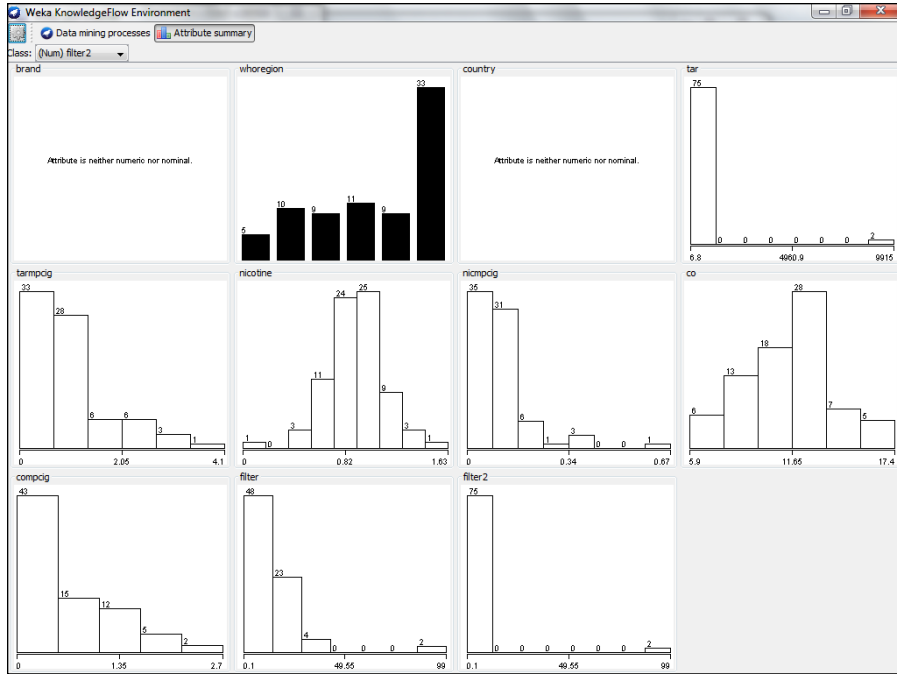 Weka KnowledgeFlow Environment
Data mining processes Attribute summary
Class: (Num) filter2
brand
Attribute is neither numeric nor nominal.
whoregion
5 10 9 11 9 33
country
Attribute is neither numeric nor nominal.
tar
75 0 0 0 0 0 2
6.8 4960.9 9915
tarmpcig
33 28 6 6 3 1
0 2.05 4.1
nicotine
1 0 3 11 24 25 9 3 1
0 0.82 1.63
nicmpcig
35 31 6 1 3 0 0 1
0 0.34 0.67
co
6 13 18 28 7 5
5.9 11.65 17.4
compcig
43 15 12 5 2
0 1.35 2.7
filter
48 23 4 0 0 0 2
0.1 49.55 99
filter2
75 0 0 0 0 0 2
0.1 49.55 99